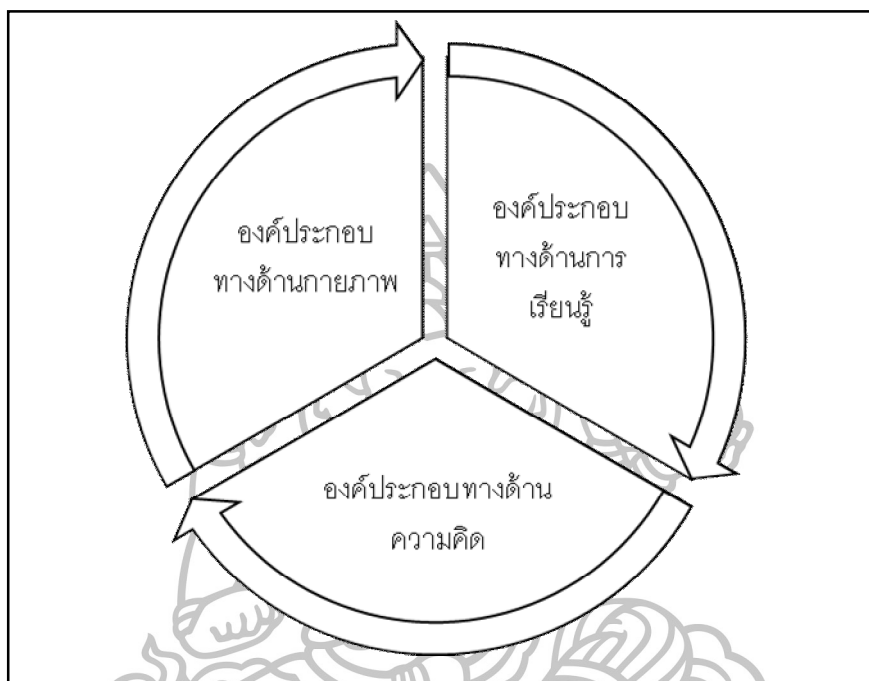 องค์ประกอบ
ทางด้านกายภาพ
องค์ประกอบ
ทางด้านการ
เรียนรู้
องค์ประกอบทางด้าน
ความคิด